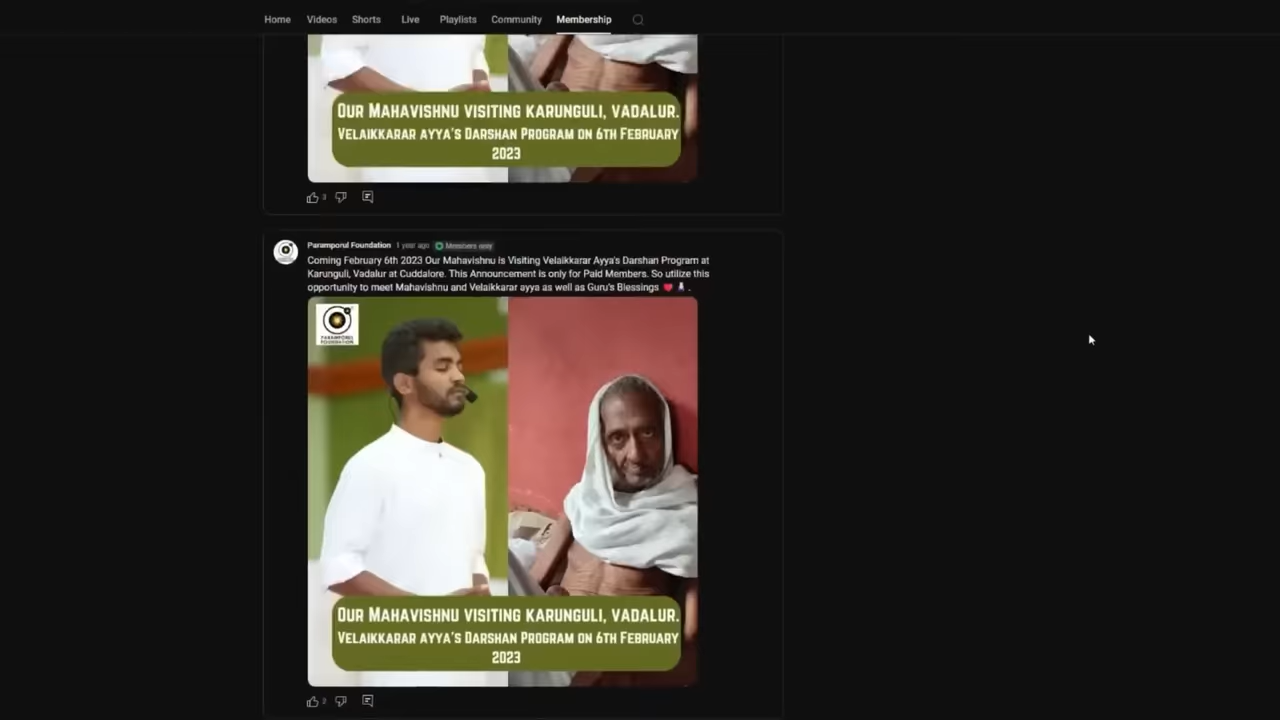 Home Videos Shorts Live Playlists Community Membership
OUR MAHAVISHNU VISITING KARUNGULI, VADALUR.
VELAIKKARAR AYYA'S DARSHAN PROGRAM ON 6TH FEBRUARY
2023
3
Paramporul Foundation 1 year ago Members only
Coming February 6th 2023 Our Mahavishnu is Visiting Velaikkarar Ayya's Darshan Program at
Karunguli, Vadalur at Cuddalore. This Announcement is only for Paid Members. So utilize this
opportunity to meet Mahavishnu and Velaikkarar ayya as well as Guru's Blessings ❤️ .
PARAMPORUL
FOUNDATION
OUR MAHAVISHNU VISITING KARUNGULI, VADALUR.
VELAIKKARAR AYYA'S DARSHAN PROGRAM ON 6TH FEBRUARY
2023